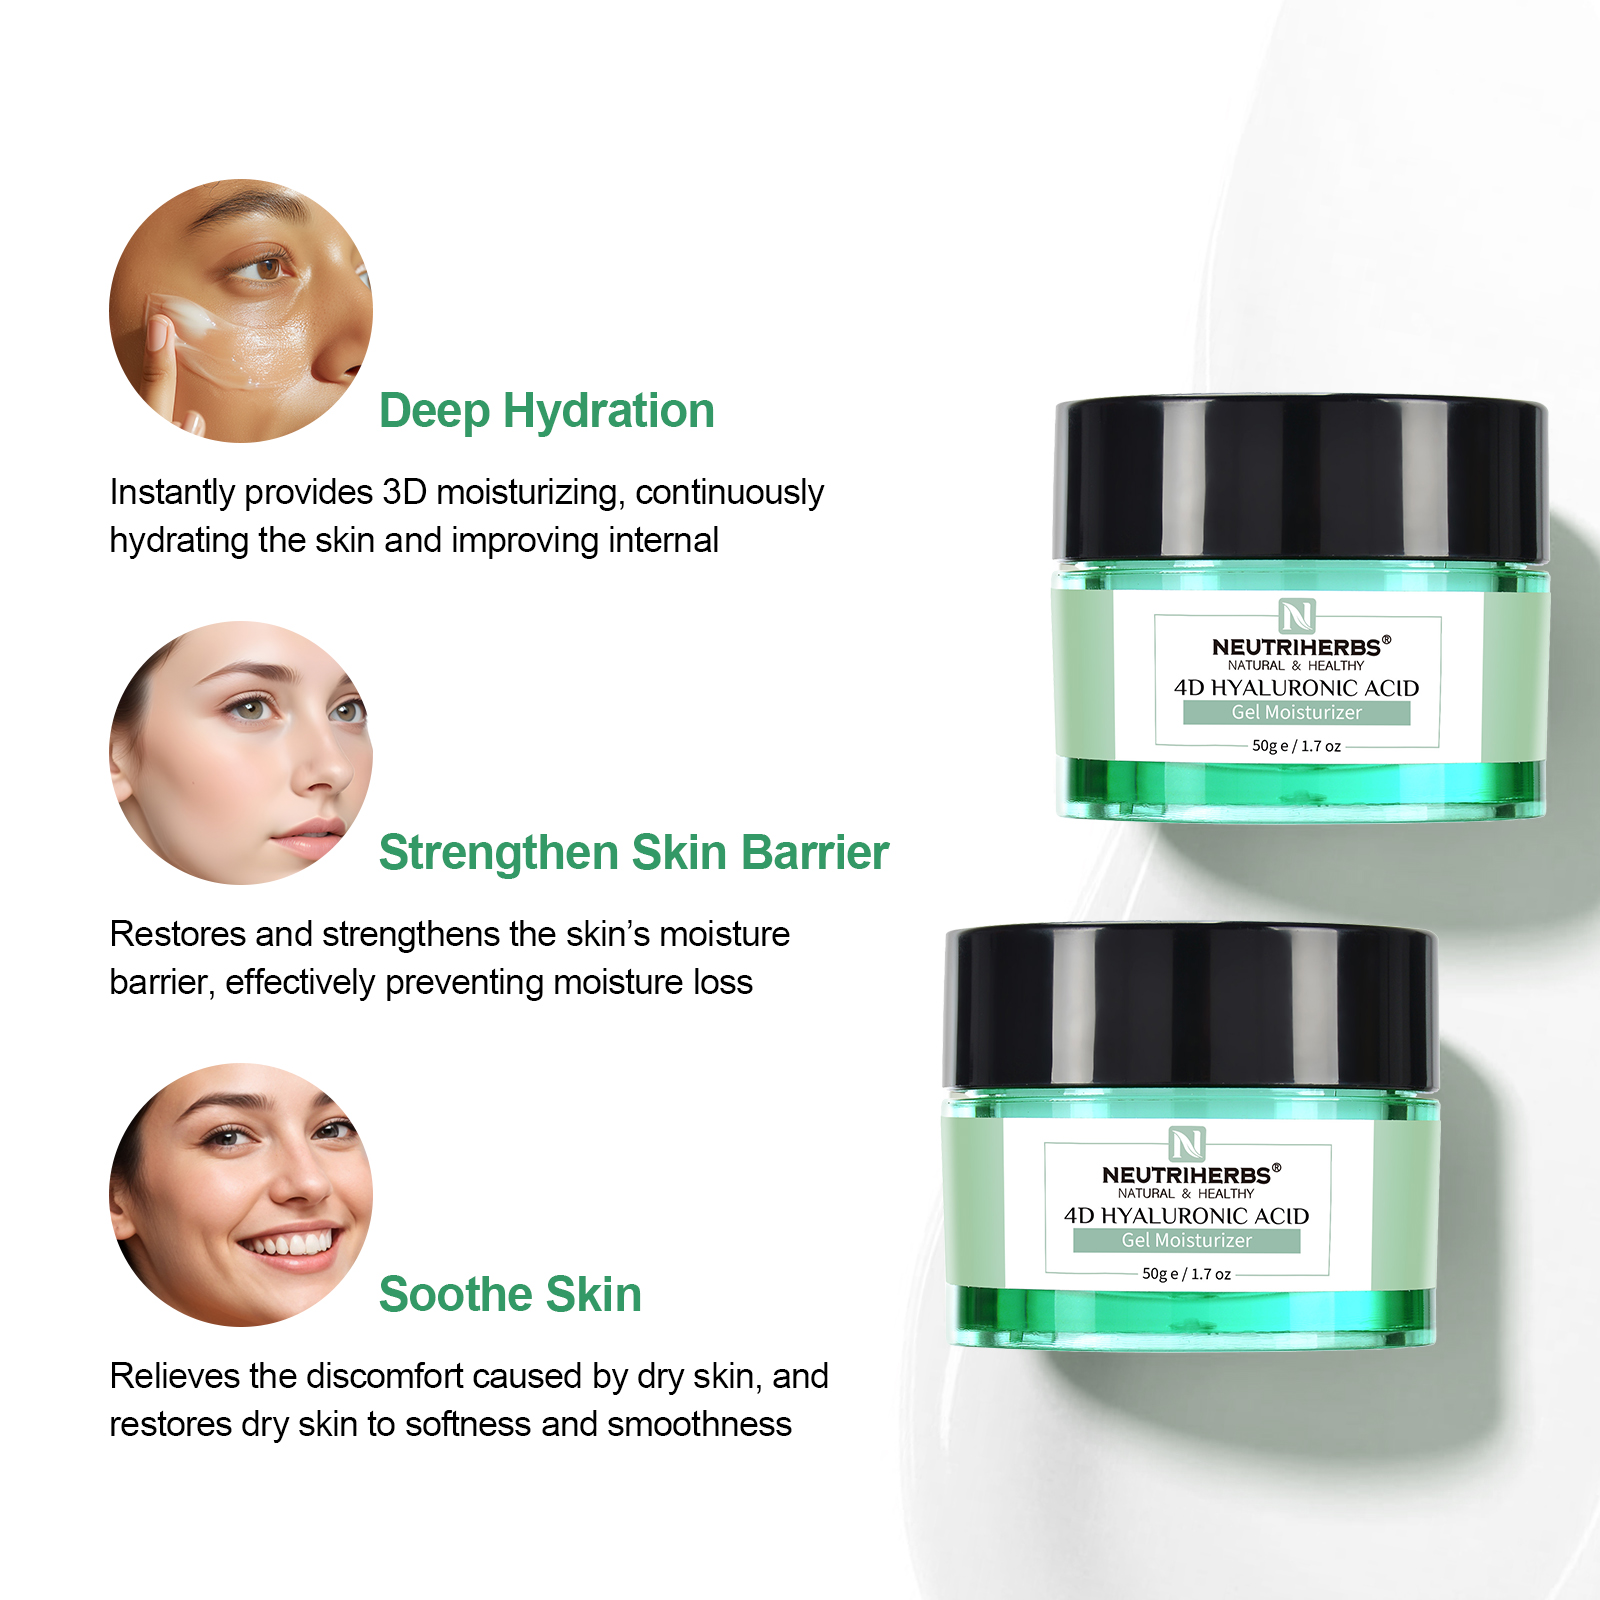 Deep Hydration
Instantly provides 3D moisturizing, continuously
hydrating the skin and improving internal
Strengthen Skin Barrier
Restores and strengthens the skin’s moisture
barrier, effectively preventing moisture loss
Soothe Skin
Relieves the discomfort caused by dry skin, and
restores dry skin to softness and smoothness
N
NEUTRIHERBS®
NATURAL & HEALTHY
4D HYALURONIC ACID
Gel Moisturizer
50g e / 1.7 oz
N
NEUTRIHERBS®
NATURAL & HEALTHY
4D HYALURONIC ACID
Gel Moisturizer
50g e / 1.7 oz